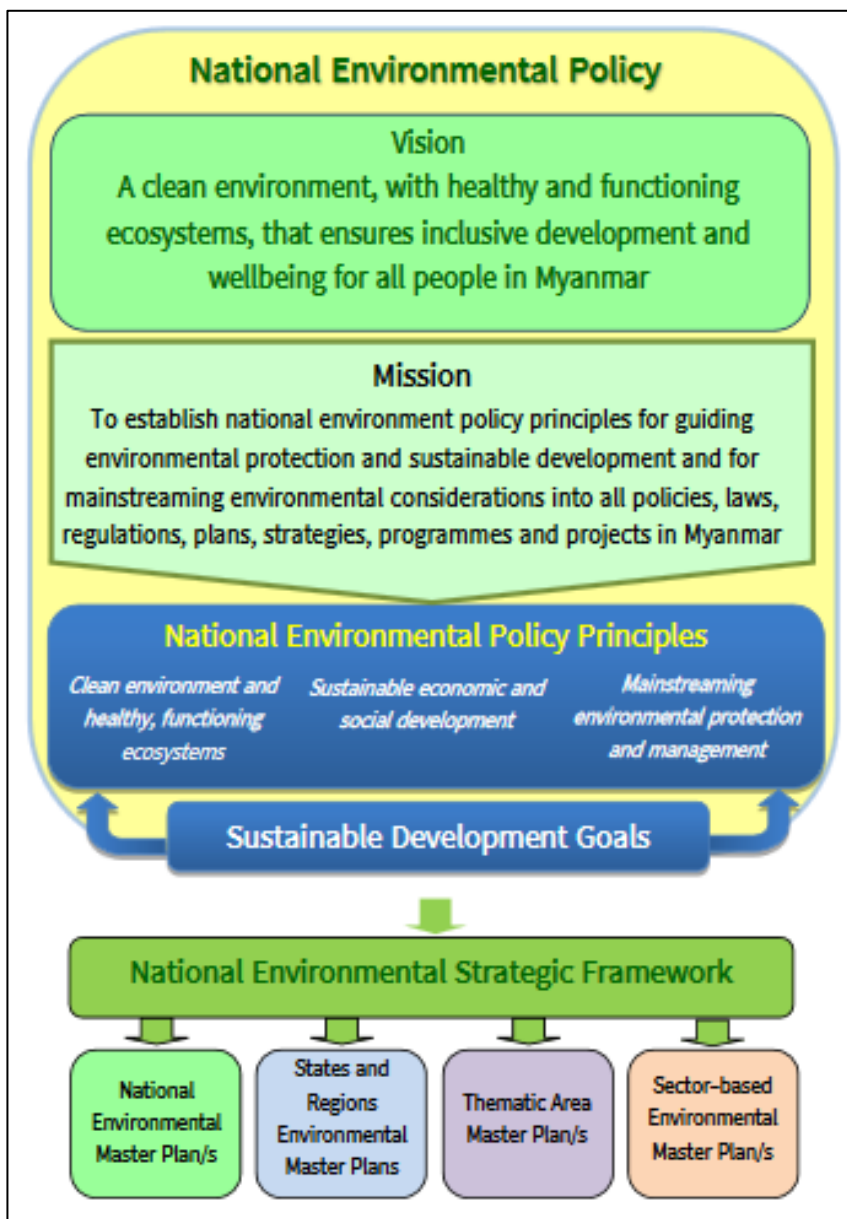 National Environmental Policy
Vision
A clean environment, with healthy and functioning
ecosystems, that ensures inclusive development and
wellbeing for all people in Myanmar
Mission
To establish national environment policy principles for guiding
environmental protection and sustainable development and for
mainstreaming environmental considerations into all policies, laws,
regulations, plans, strategies, programmes and projects in Myanmar
National Environmental Policy Principles
Clean environment and
healthy, functioning
ecosystems
Sustainable economic and
social development
Mainstreaming
environmental protection
and management
Sustainable Development Goals
National Environmental Strategic Framework
National
Environmental
Master Plan/s
States and
Regions
Environmental
Master Plans
Thematic Area
Master Plan/s
Sector-based
Environmental
Master Plan/s